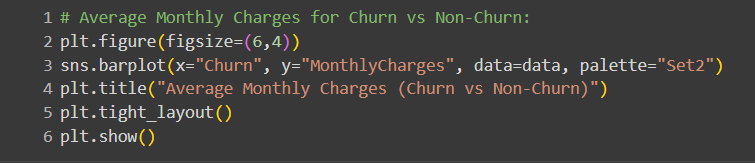 1 # Average Monthly Charges for Churn vs Non-Churn:
2 plt.figure(figsize=(6,4))
3 sns.barplot(x="Churn", y="MonthlyCharges", data=data, palette="Set2")
4 plt.title("Average Monthly Charges (Churn vs Non-Churn)")
5 plt.tight_layout()
6 plt.show()